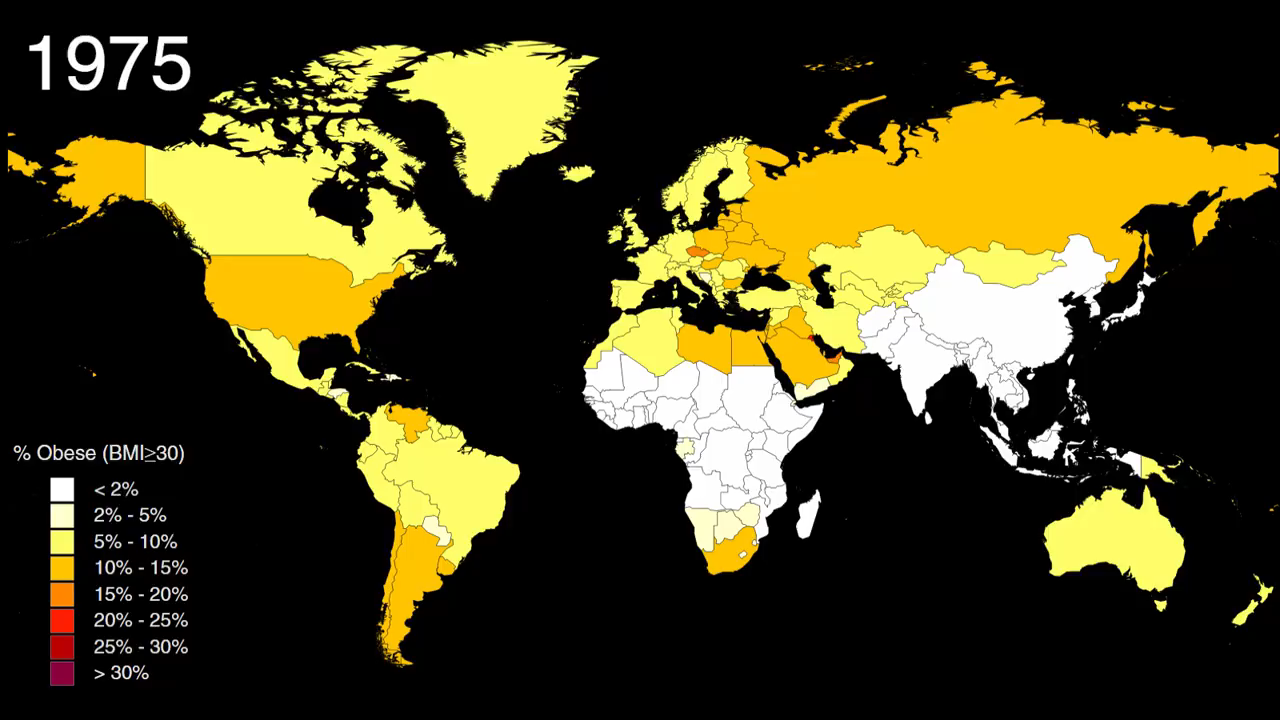 1975
% Obese (BMI≥30)
< 2%
2% - 5%
5% - 10%
10% - 15%
15% - 20%
20% - 25%
25% - 30%
> 30%